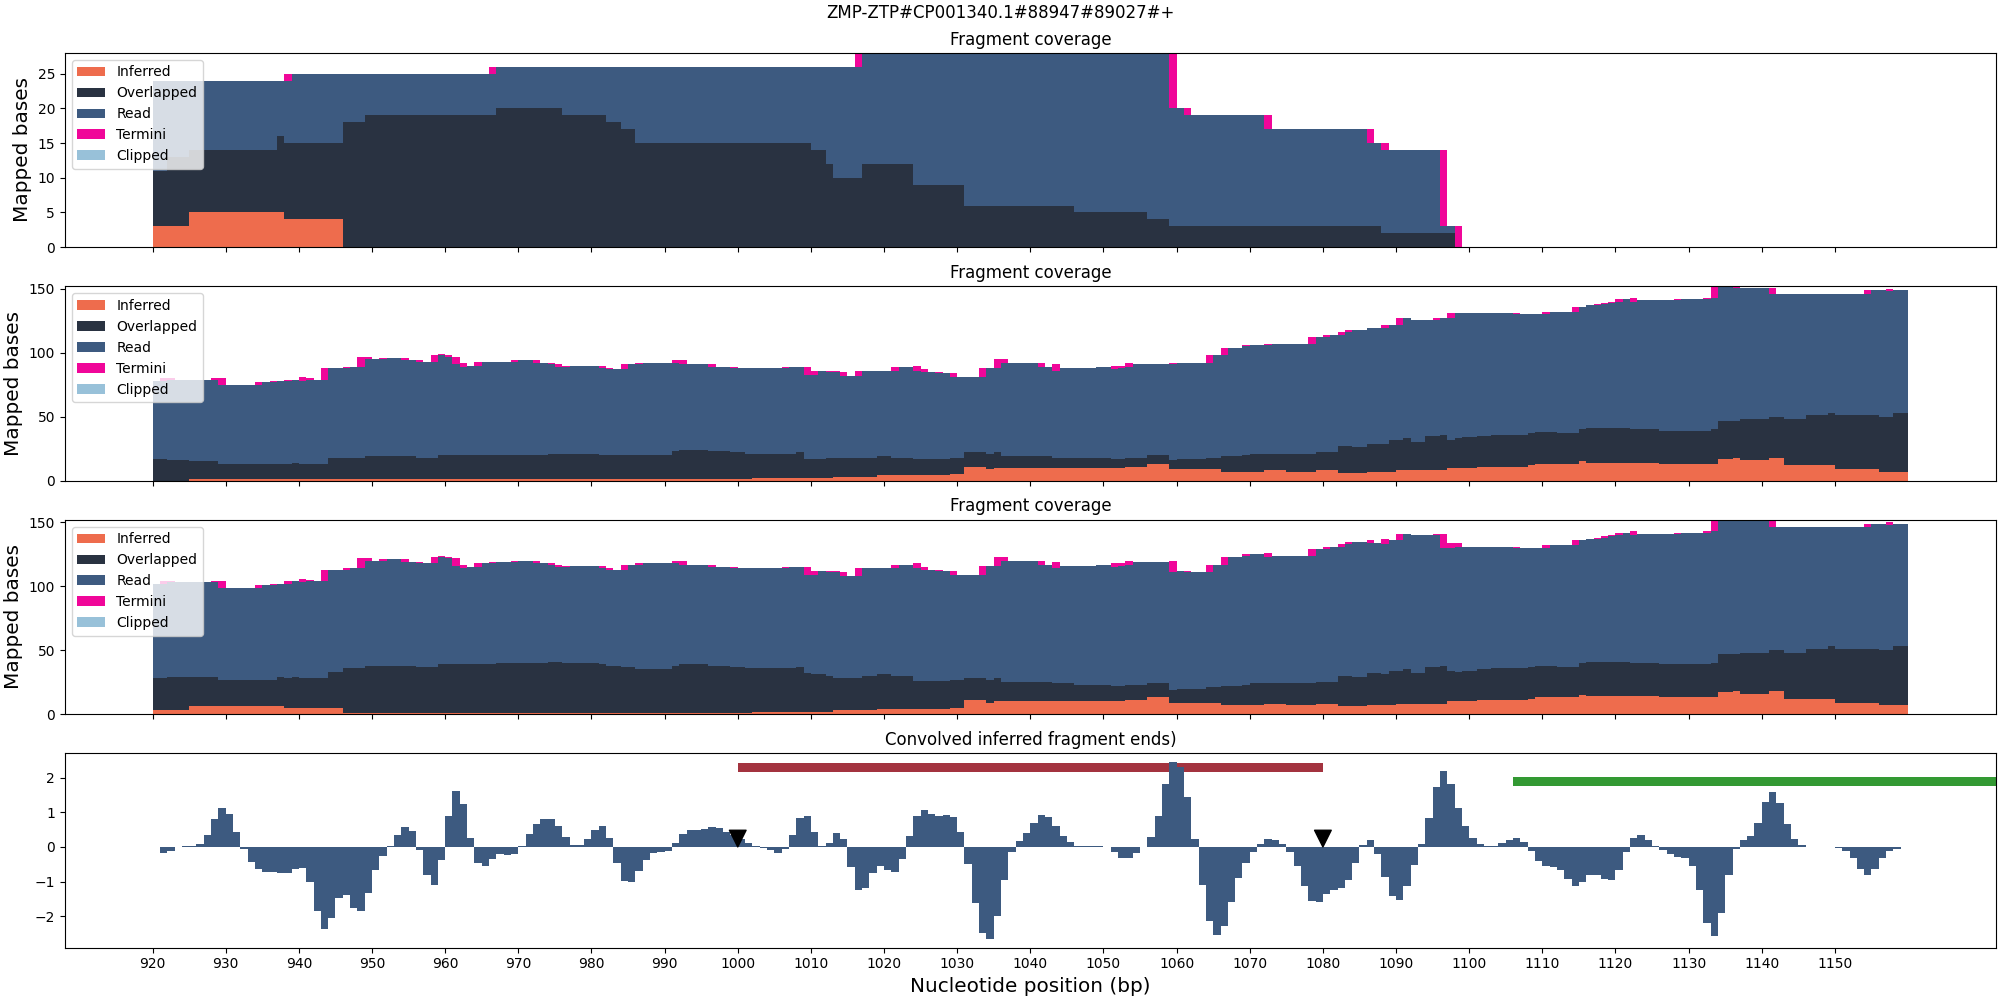 ZMP-ZTP#CP001340.1#88947#89027#+
Fragment coverage
Mapped bases
25
20
15
10
5
0
Inferred
Overlapped
Read
Termini
Clipped
Fragment coverage
Mapped bases
150
100
50
0
Inferred
Overlapped
Read
Termini
Clipped
Fragment coverage
Mapped bases
150
100
50
0
Inferred
Overlapped
Read
Termini
Clipped
Convolved inferred fragment ends)
2
1
0
−1
−2
920 930 940 950 960 970 980 990 1000 1010 1020 1030 1040 1050 1060 1070 1080 1090 1100 1110 1120 1130 1140 1150
Nucleotide position (bp)